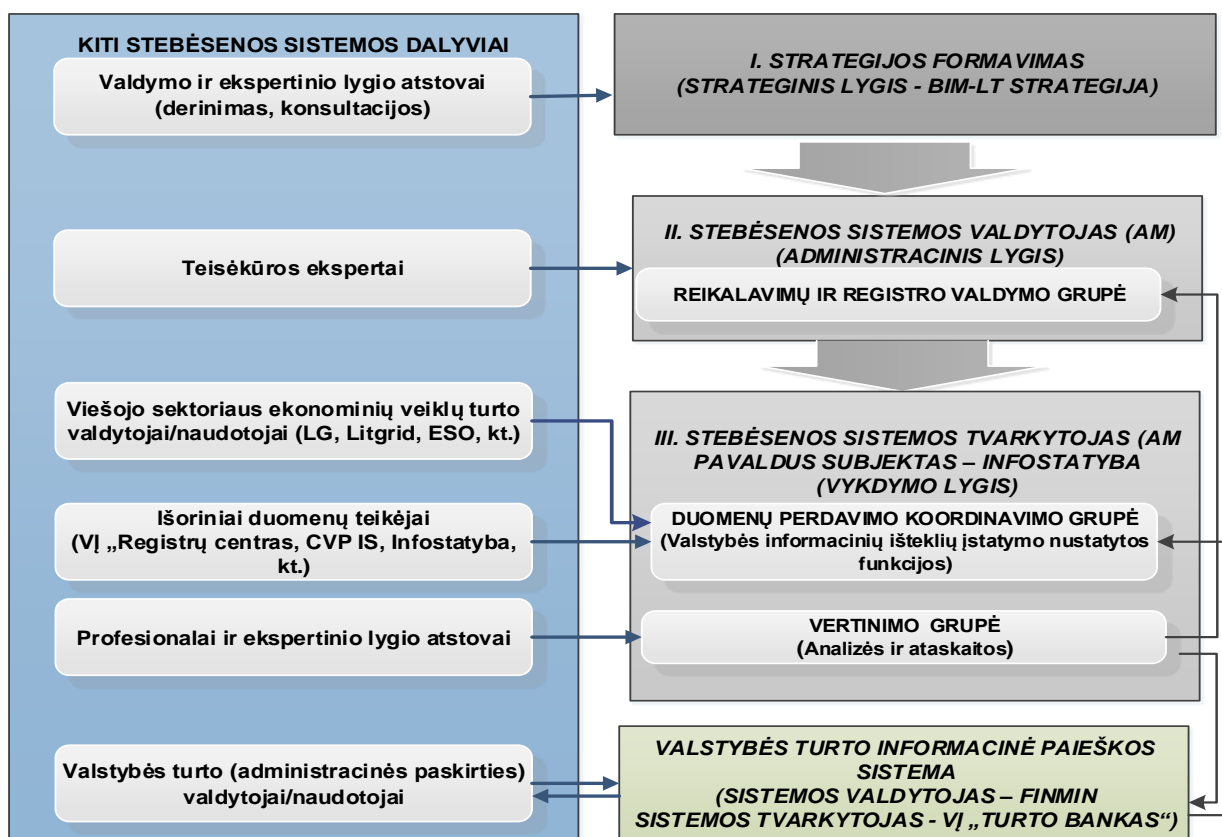 KITI STEBĖSENOS SISTEMOS DALYVIAI
Valdymo ir ekspertinio lygio atstovai
(derinimas, konsultacijos)
Teisėkūros ekspertai
Viešojo sektoriaus ekonominių veiklų turto
valdytojai/naudotojai (LG, Litgrid, ESO, kt.)
Išoriniai duomenų teikėjai
(VĮ „Registrų centras, CVP IS, Infostatyba,
kt.)
Profesionalai ir ekspertinio lygio atstovai
Valstybės turto (administracinės paskirties)
valdytojai/naudotojai
I. STRATEGIJOS FORMAVIMAS
(STRATEGINIS LYGIS - BIM-LT STRATEGIJA)
II. STEBĖSENOS SISTEMOS VALDYTOJAS (AM)
(ADMINISTRACINIS LYGIS)
REIKALAVIMŲ IR REGISTRO VALDYMO GRUPĖ
III. STEBĖSENOS SISTEMOS TVARKYTOJAS (AM
PAVALDUS SUBJEKTAS – INFOSTATYBA
(VYKDYMO LYGIS)
DUOMENŲ PERDAVIMO KOORDINAVIMO GRUPĖ
(Valstybės informacinių išteklių įstatymo nustatytos
funkcijos)
VERTINIMO GRUPĖ
(Analizės ir ataskaitos)
VALSTYBĖS TURTO INFORMACINĖ PAIEŠKOS
SISTEMA
(SISTEMOS VALDYTOJAS – FINMIN
SISTEMOS TVARKYTOJAS - VĮ „TURTO BANKAS“)